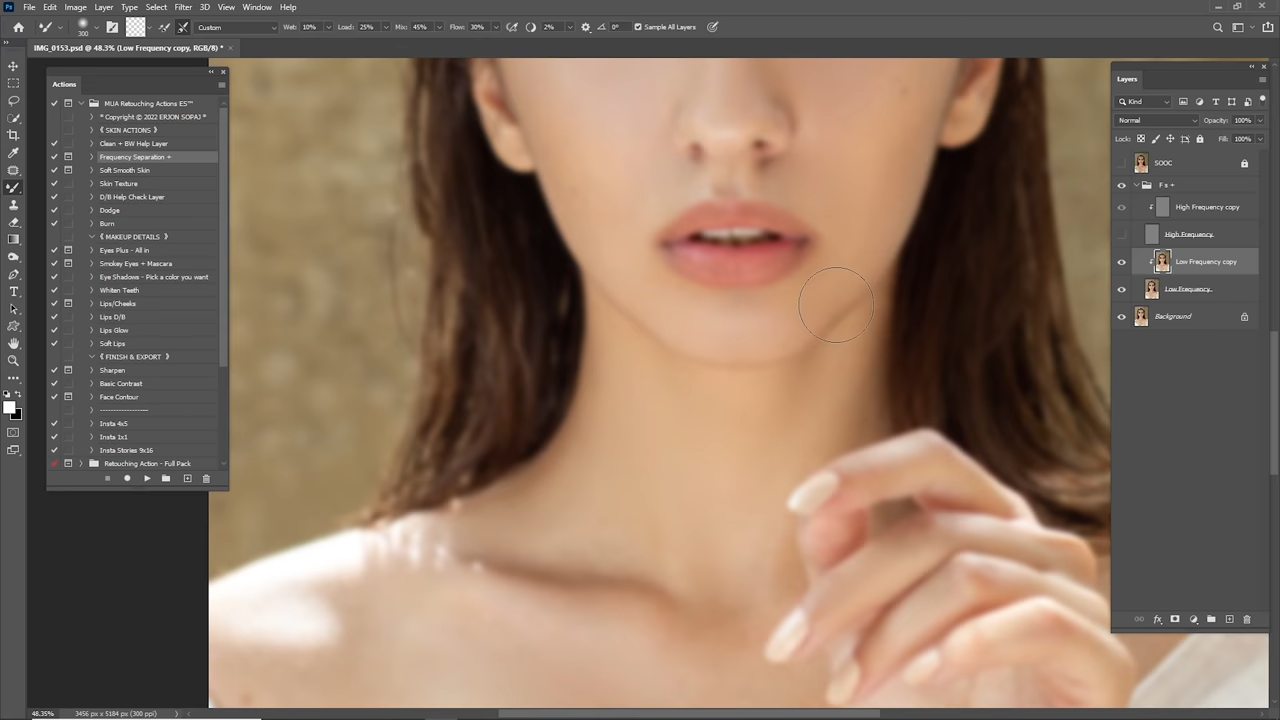 Ps File Edit Image Layer Type Select Filter 3D View Window Help
300 Custom Wet: 10% Load: 25% Mix: 45% Flow: 30% 2% 0° Sample All Layers
IMG_0153.psd @ 48.3% (Low Frequency copy, RGB/8) *
Actions
MUA Retouching Actions ES™
* Copyright © 2022 ERJON SOPAJ *
《 SKIN ACTIONS 》
Clean + BW Help Layer
Frequency Separation +
Soft Smooth Skin
Skin Texture
D/B Help Check Layer
Dodge
Burn
《 MAKEUP DETAILS 》
Eyes Plus - All in
Smokey Eyes + Mascara
Eye Shadows - Pick a color you want
Whiten Teeth
Lips/Cheeks
Lips D/B
Lips Glow
Soft Lips
《 FINISH & EXPORT 》
Sharpen
Basic Contrast
Face Contour
--------------------
Insta 4x5
Insta 1x1
Insta Stories 9x16
Retouching Action - Full Pack
Layers
Kind
Normal Opacity: 100%
Lock: Fill: 100%
SOOC
F s +
High Frequency copy
High Frequency
Low Frequency copy
Low Frequency
Background
fx
48.35% 3456 px x 5184 px (300 ppi)